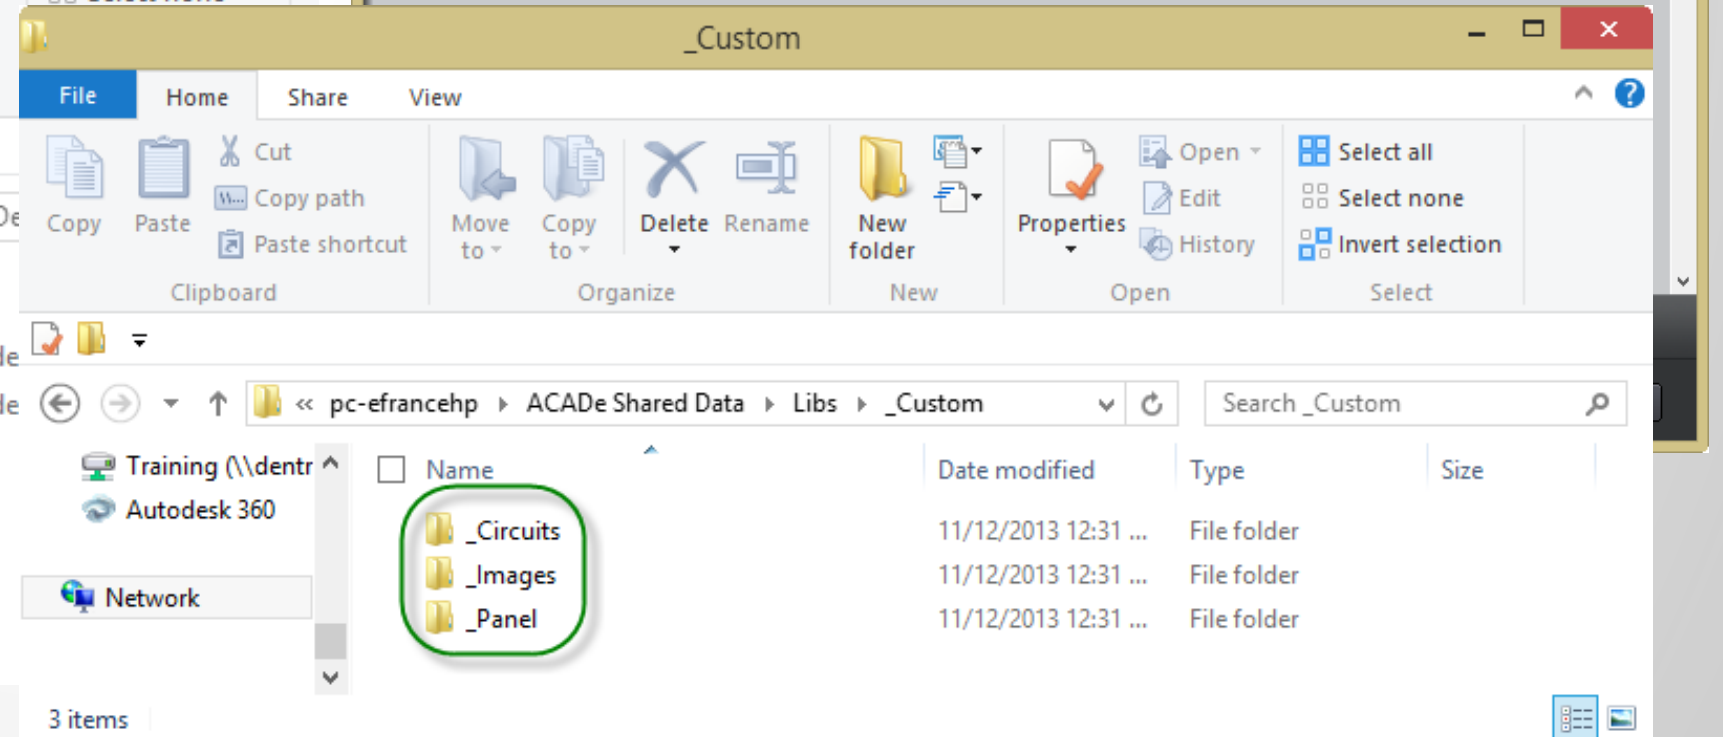 _Custom
File Home Share View
Copy
Paste
Cut
Copy path
Paste shortcut
Clipboard
Move to
Copy to
Delete
Rename
Organize
New folder
New
Properties
Open
Edit
History
Open
Select all
Select none
Invert selection
Select
« pc-efrancehp ACADe Shared Data Libs _Custom
Search _Custom
Training (\\dentr
Autodesk 360
Network
Name Date modified Type Size
_Circuits 11/12/2013 12:31 ... File folder
_Images 11/12/2013 12:31 ... File folder
_Panel 11/12/2013 12:31 ... File folder
3 items